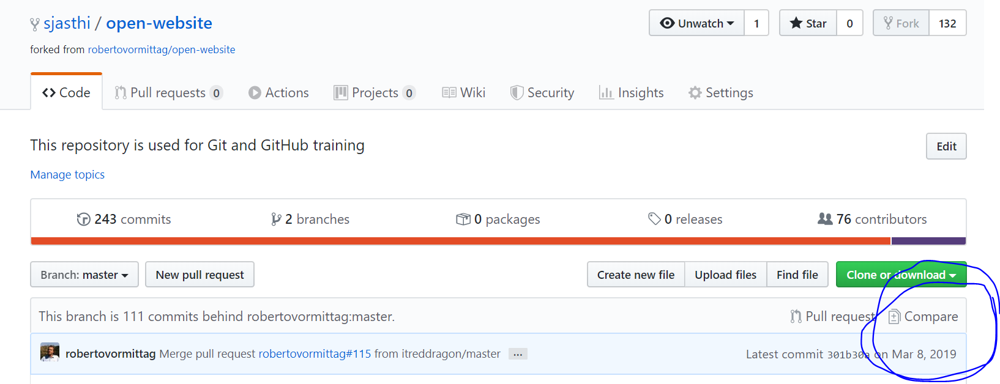 sjasthi / open-website
Unwatch 1 Star 0 Fork 132
forked from robertovormittag/open-website
Code Pull requests 0 Actions Projects 0 Wiki Security Insights Settings
This repository is used for Git and GitHub training
Edit
Manage topics
243 commits 2 branches 0 packages 0 releases 76 contributors
Branch: master New pull request Create new file Upload files Find file Clone or download
This branch is 111 commits behind robertovormittag:master. Pull request Compare
robertovormittag Merge pull request robertovormittag#115 from itreddragon/master ... Latest commit 301b30a on Mar 8, 2019